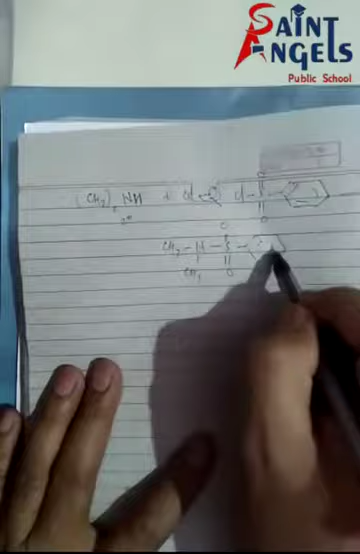 SAINT
ANGELS
Public School
(CH3)2 NH + Cl - S
2°
O
O
CH3 - N - S
CH3 O